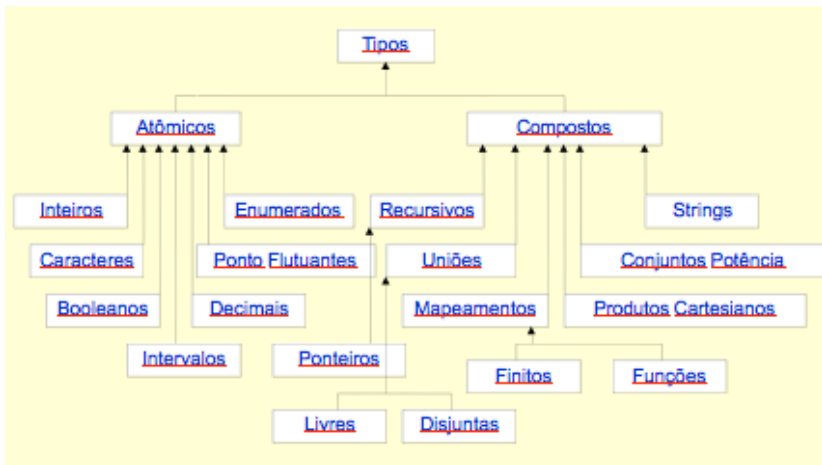 Tipos
Atômicos
Compostos
Inteiros
Enumerados
Recursivos
Strings
Caracteres
Ponto Flutuantes
Uniões
Conjuntos Potência
Booleanos
Decimais
Mapeamentos
Produtos Cartesianos
Intervalos
Ponteiros
Finitos
Funções
Livres
Disjuntas